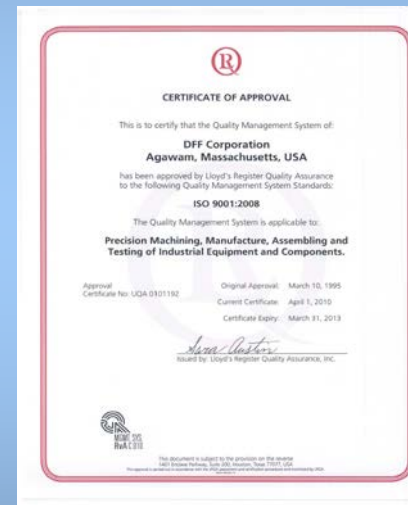 R
CERTIFICATE OF APPROVAL
This is to certify that the Quality Management System of:
DFF Corporation
Agawam, Massachusetts, USA
has been approved by Lloyd's Register Quality Assurance
to the following Quality Management System Standards:
ISO 9001:2008
The Quality Management System is applicable to:
Precision Machining, Manufacture, Assembling and
Testing of Industrial Equipment and Components.
Approval
Certificate No: UQA 0101192
Original Approval: March 10, 1995
Current Certificate: April 1, 2010
Certificate Expiry: March 31, 2013
Issued by: Lloyd's Register Quality Assurance, Inc.
MGMT. SYS.
RvA C 018
This document is subject to the provision on the reverse